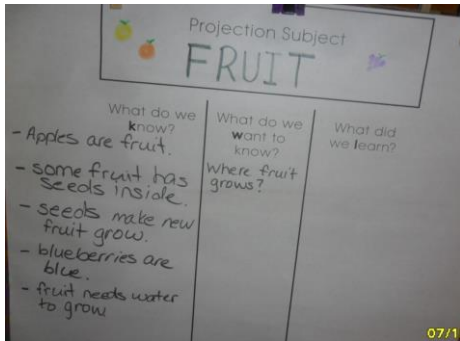 Projection Subject
FRUIT
What do we
know?
- Apples are fruit.
- some fruit has
seeds inside.
- seeds make new
fruit grow.
- blueberries are
blue.
- fruit needs water
to grow
What do we
want to
know?
Where fruit
grows?
What did
we learn?
07/1